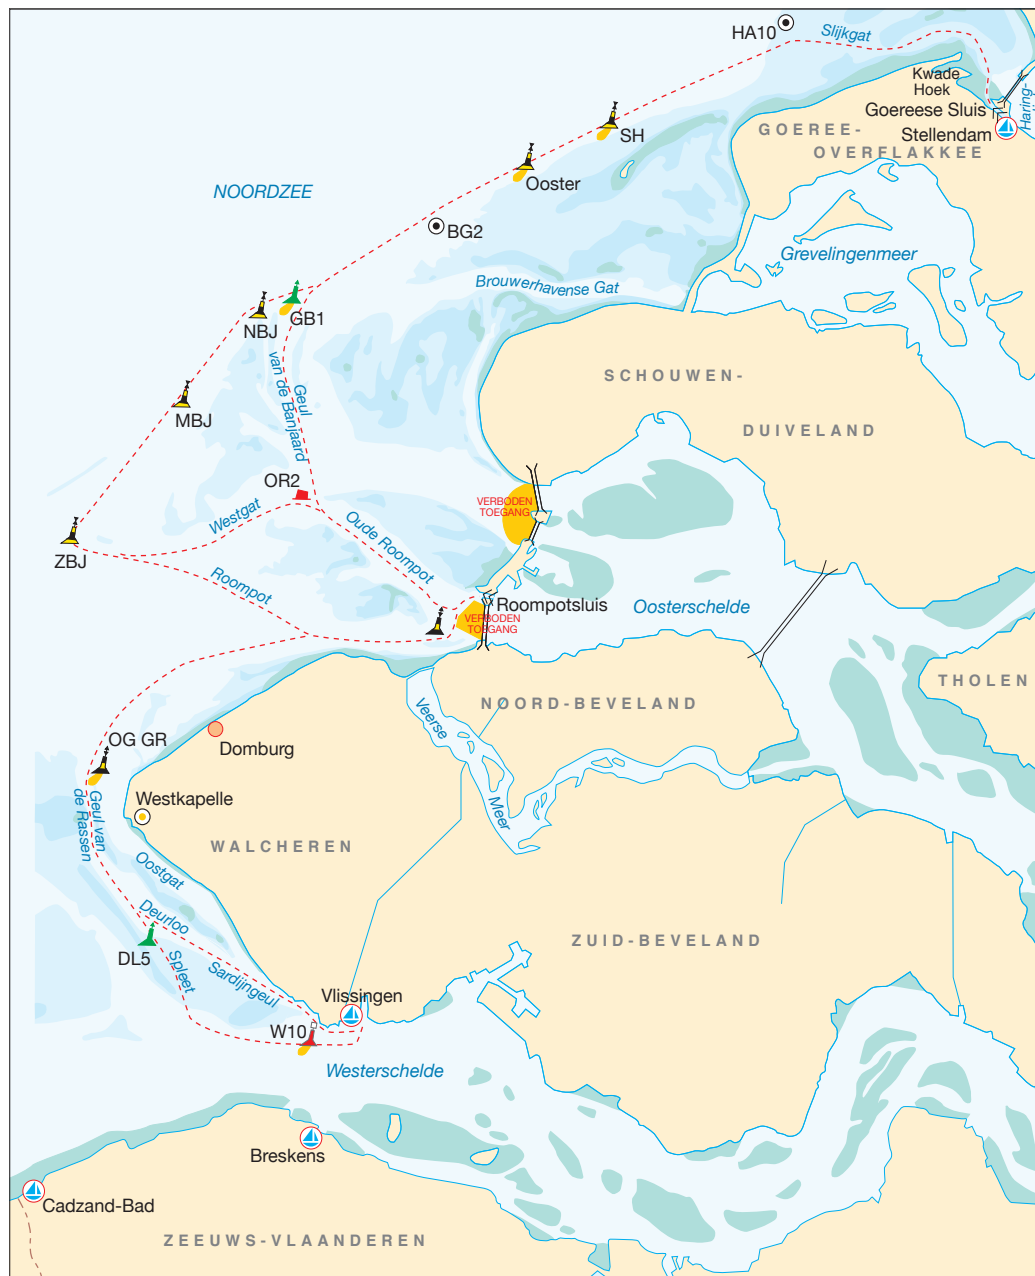 HA10
Slijkgat
Kwade
Hoek
Haring-
Goereese Sluis
Stellendam
SH
GOEREE-
OVERFLAKKEE
Ooster
NOORDZEE
BG2
Grevelingenmeer
Brouwerhavense Gat
GB1
NBJ
Geul
van de Banjaard
SCHOUWEN-
MBJ
DUIVELAND
OR2
VERBODEN
TOEGANG
Westgat
Oude Roompot
ZBJ
Roompot
Roompotsluis
Oosterschelde
VERBODEN
TOEGANG
THOLEN
NOORD-BEVELAND
Veerse
Meer
OG GR
Domburg
Westkapelle
Geul van
de Rassen
WALCHEREN
Oostgat
Deurloo
DL5
Spleet
Sardijngeul
ZUID-BEVELAND
Vlissingen
W10
Westerschelde
Breskens
Cadzand-Bad
ZEEUWS-VLAANDEREN